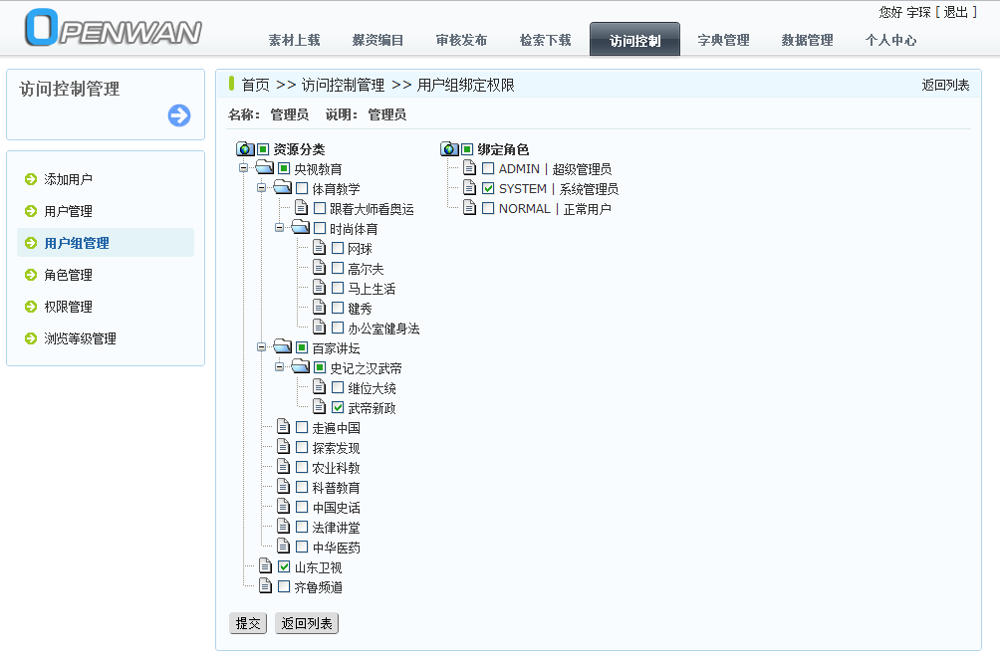 您好 宇琛 [ 退出 ]
OPENWAN
素材上载 媒资编目 审核发布 检索下载 访问控制 字典管理 数据管理 个人中心
访问控制管理
添加用户
用户管理
用户组管理
角色管理
权限管理
浏览等级管理
首页 >> 访问控制管理 >> 用户组绑定权限 返回列表
名称： 管理员 说明： 管理员
资源分类
央视教育
体育教学
跟着大师看奥运
时尚体育
网球
高尔夫
马上生活
毽秀
办公室健身法
百家讲坛
史记之汉武帝
继位大统
武帝新政
走遍中国
探索发现
农业科教
科普教育
中国史话
法律讲堂
中华医药
山东卫视
齐鲁频道
绑定角色
ADMIN | 超级管理员
SYSTEM | 系统管理员
NORMAL | 正常用户
提交 返回列表